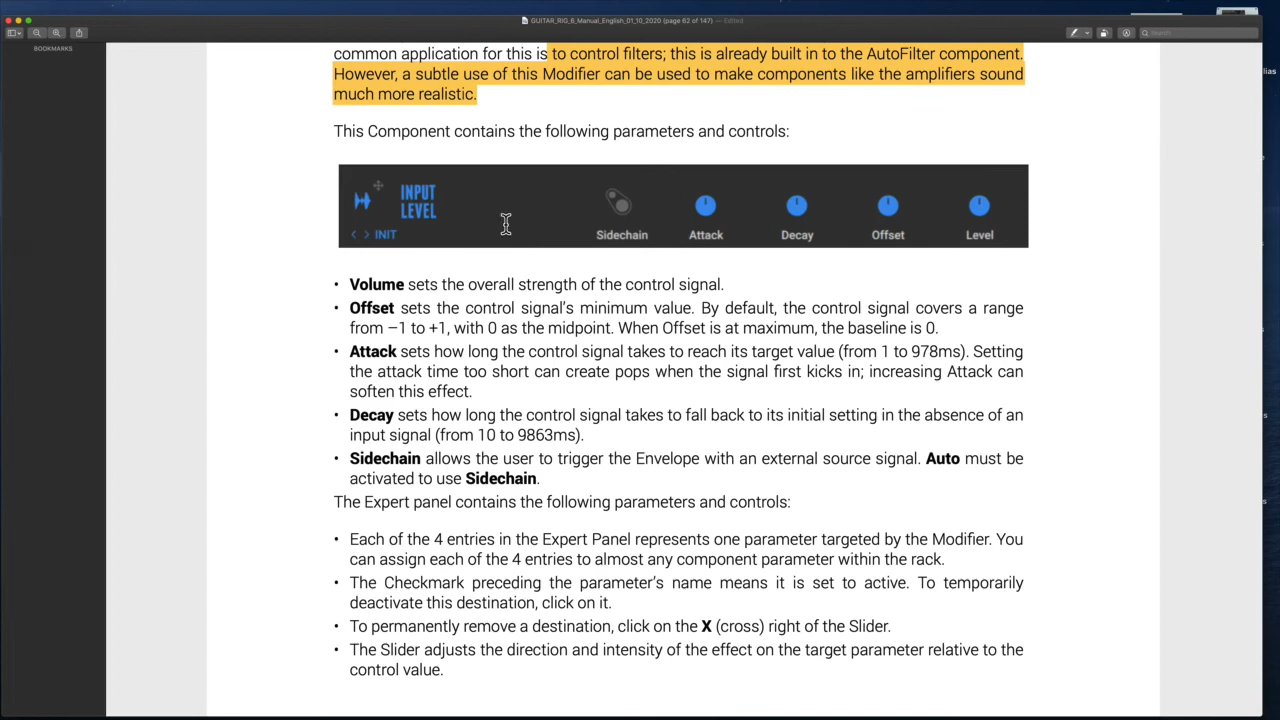 GUITAR_RIG_6_Manual_English_01_10_2020 (page 62 of 147) — Edited
Search
BOOKMARKS
common application for this is to control filters; this is already built in to the AutoFilter component.
However, a subtle use of this Modifier can be used to make components like the amplifiers sound
much more realistic.
This Component contains the following parameters and controls:
INPUT
LEVEL
< > INIT
Sidechain
Attack
Decay
Offset
Level
• Volume sets the overall strength of the control signal.
• Offset sets the control signal’s minimum value. By default, the control signal covers a range
from –1 to +1, with 0 as the midpoint. When Offset is at maximum, the baseline is 0.
• Attack sets how long the control signal takes to reach its target value (from 1 to 978ms). Setting
the attack time too short can create pops when the signal first kicks in; increasing Attack can
soften this effect.
• Decay sets how long the control signal takes to fall back to its initial setting in the absence of an
input signal (from 10 to 9863ms).
• Sidechain allows the user to trigger the Envelope with an external source signal. Auto must be
activated to use Sidechain.
The Expert panel contains the following parameters and controls:
• Each of the 4 entries in the Expert Panel represents one parameter targeted by the Modifier. You
can assign each of the 4 entries to almost any component parameter within the rack.
• The Checkmark preceding the parameter’s name means it is set to active. To temporarily
deactivate this destination, click on it.
• To permanently remove a destination, click on the X (cross) right of the Slider.
• The Slider adjusts the direction and intensity of the effect on the target parameter relative to the
control value.
lias